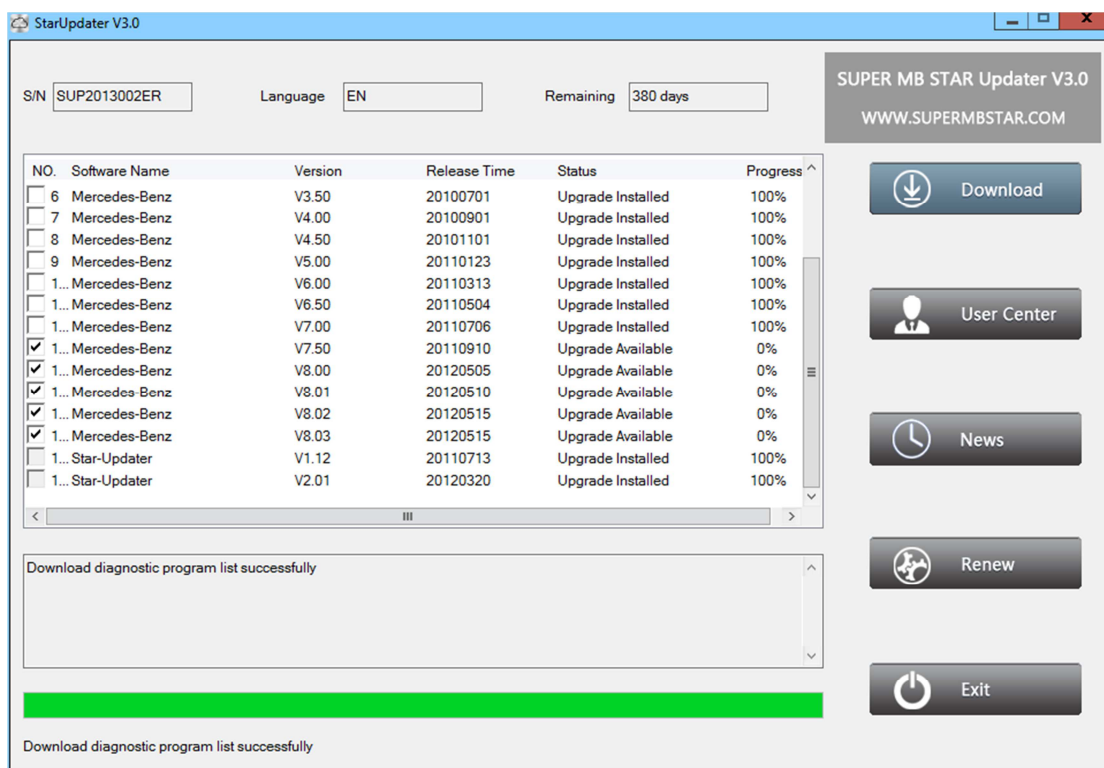 StarUpdater V3.0
SUPER MB STAR Updater V3.0
WWW.SUPERMBSTAR.COM
S/N SUP2013002ER Language EN Remaining 380 days
NO. Software Name Version Release Time Status Progress
6 Mercedes-Benz V3.50 20100701 Upgrade Installed 100%
7 Mercedes-Benz V4.00 20100901 Upgrade Installed 100%
8 Mercedes-Benz V4.50 20101101 Upgrade Installed 100%
9 Mercedes-Benz V5.00 20110123 Upgrade Installed 100%
1... Mercedes-Benz V6.00 20110313 Upgrade Installed 100%
1... Mercedes-Benz V6.50 20110504 Upgrade Installed 100%
1... Mercedes-Benz V7.00 20110706 Upgrade Installed 100%
1... Mercedes-Benz V7.50 20110910 Upgrade Available 0%
1... Mercedes-Benz V8.00 20120505 Upgrade Available 0%
1... Mercedes-Benz V8.01 20120510 Upgrade Available 0%
1... Mercedes-Benz V8.02 20120515 Upgrade Available 0%
1... Mercedes-Benz V8.03 20120515 Upgrade Available 0%
1... Star-Updater V1.12 20110713 Upgrade Installed 100%
1... Star-Updater V2.01 20120320 Upgrade Installed 100%
Download diagnostic program list successfully
Download diagnostic program list successfully
Download
User Center
News
Renew
Exit